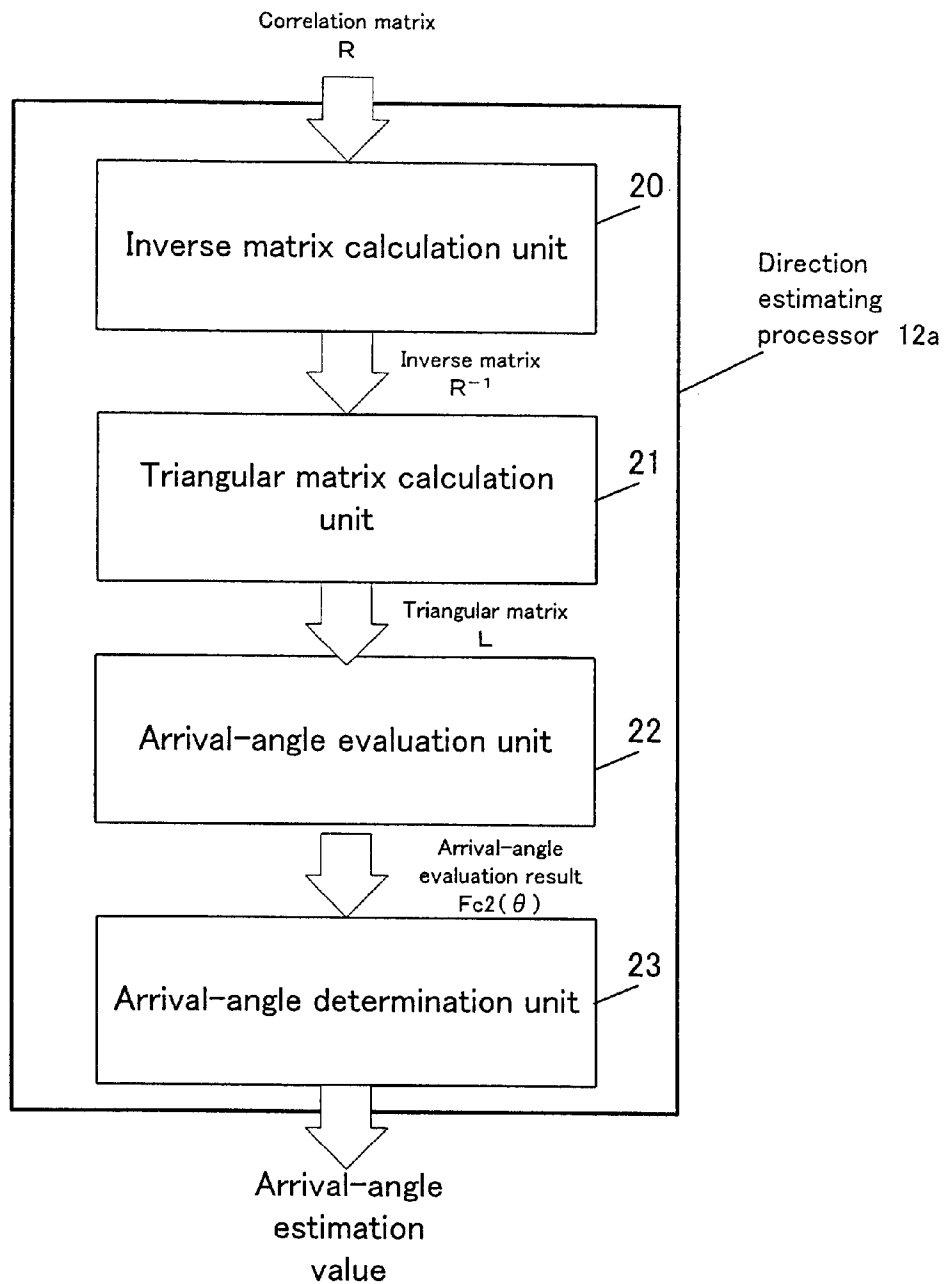 Correlation matrix
R
20
Inverse matrix calculation unit
Direction
estimating
processor 12a
Inverse matrix
R⁻¹
21
Triangular matrix calculation
unit
Triangular matrix
L
22
Arrival-angle evaluation unit
Arrival-angle
evaluation result
Fc2(θ)
23
Arrival-angle determination unit
Arrival-angle
estimation
value